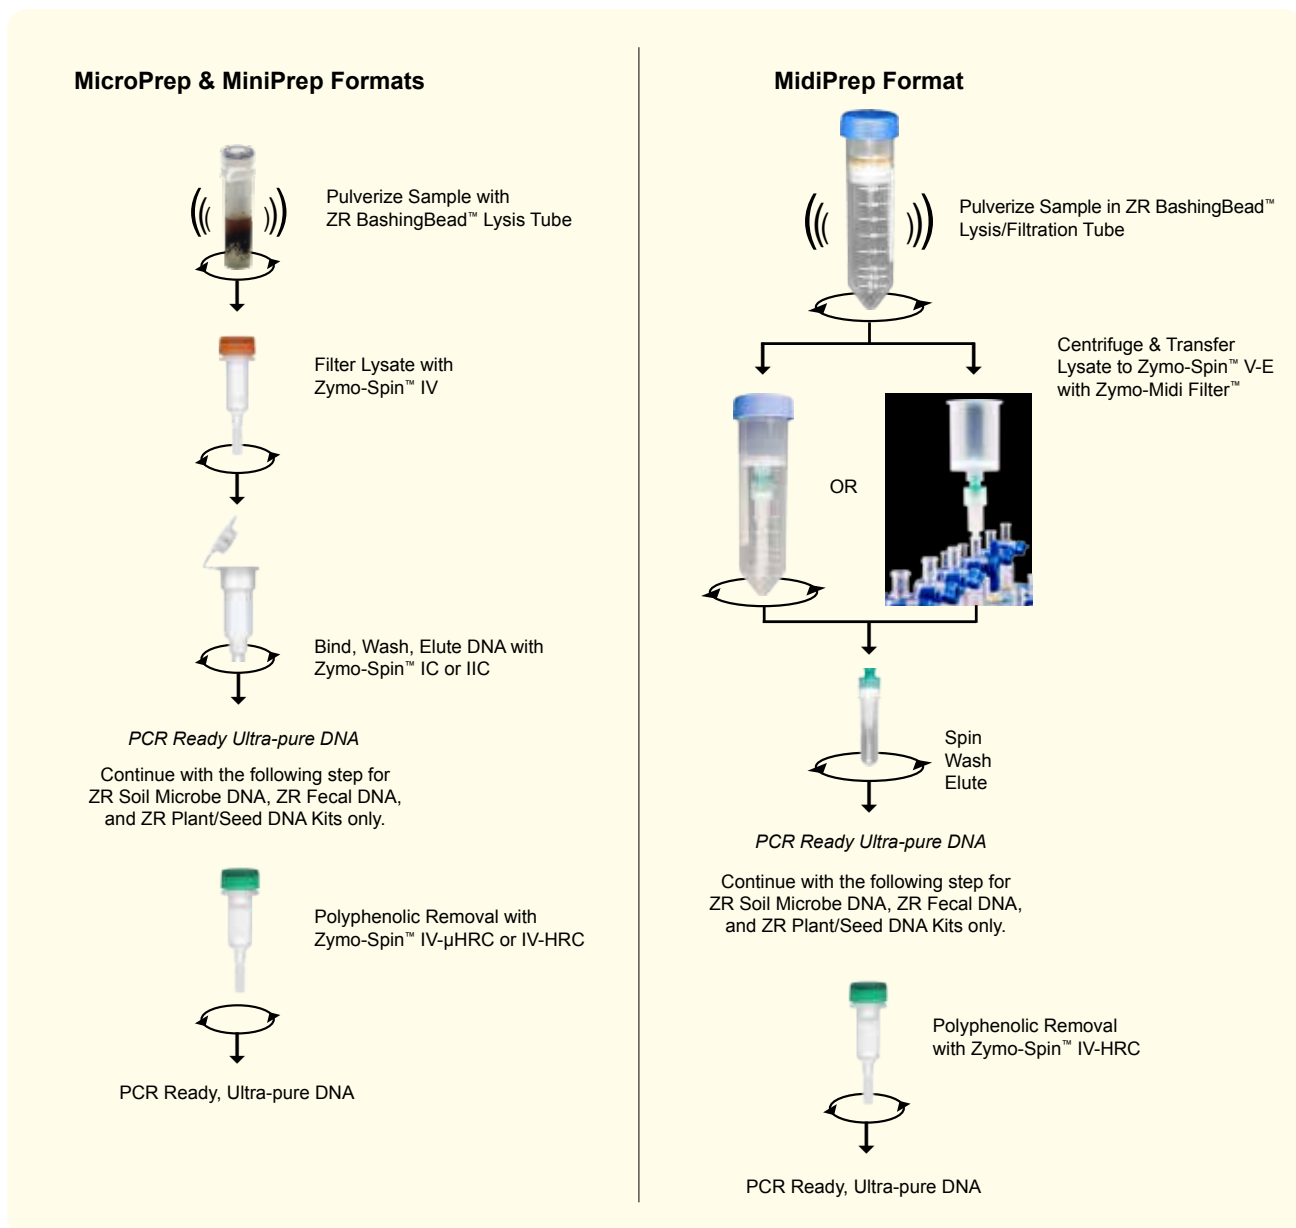 MicroPrep & MiniPrep Formats
Pulverize Sample with
ZR BashingBead™ Lysis Tube
Filter Lysate with
Zymo-Spin™ IV
Bind, Wash, Elute DNA with
Zymo-Spin™ IC or IIC
PCR Ready Ultra-pure DNA
Continue with the following step for
ZR Soil Microbe DNA, ZR Fecal DNA,
and ZR Plant/Seed DNA Kits only.
Polyphenolic Removal with
Zymo-Spin™ IV-µHRC or IV-HRC
PCR Ready, Ultra-pure DNA
MidiPrep Format
Pulverize Sample in ZR BashingBead™
Lysis/Filtration Tube
Centrifuge & Transfer
Lysate to Zymo-Spin™ V-E
with Zymo-Midi Filter™
OR
Spin
Wash
Elute
PCR Ready Ultra-pure DNA
Continue with the following step for
ZR Soil Microbe DNA, ZR Fecal DNA,
and ZR Plant/Seed DNA Kits only.
Polyphenolic Removal
with Zymo-Spin™ IV-HRC
PCR Ready, Ultra-pure DNA